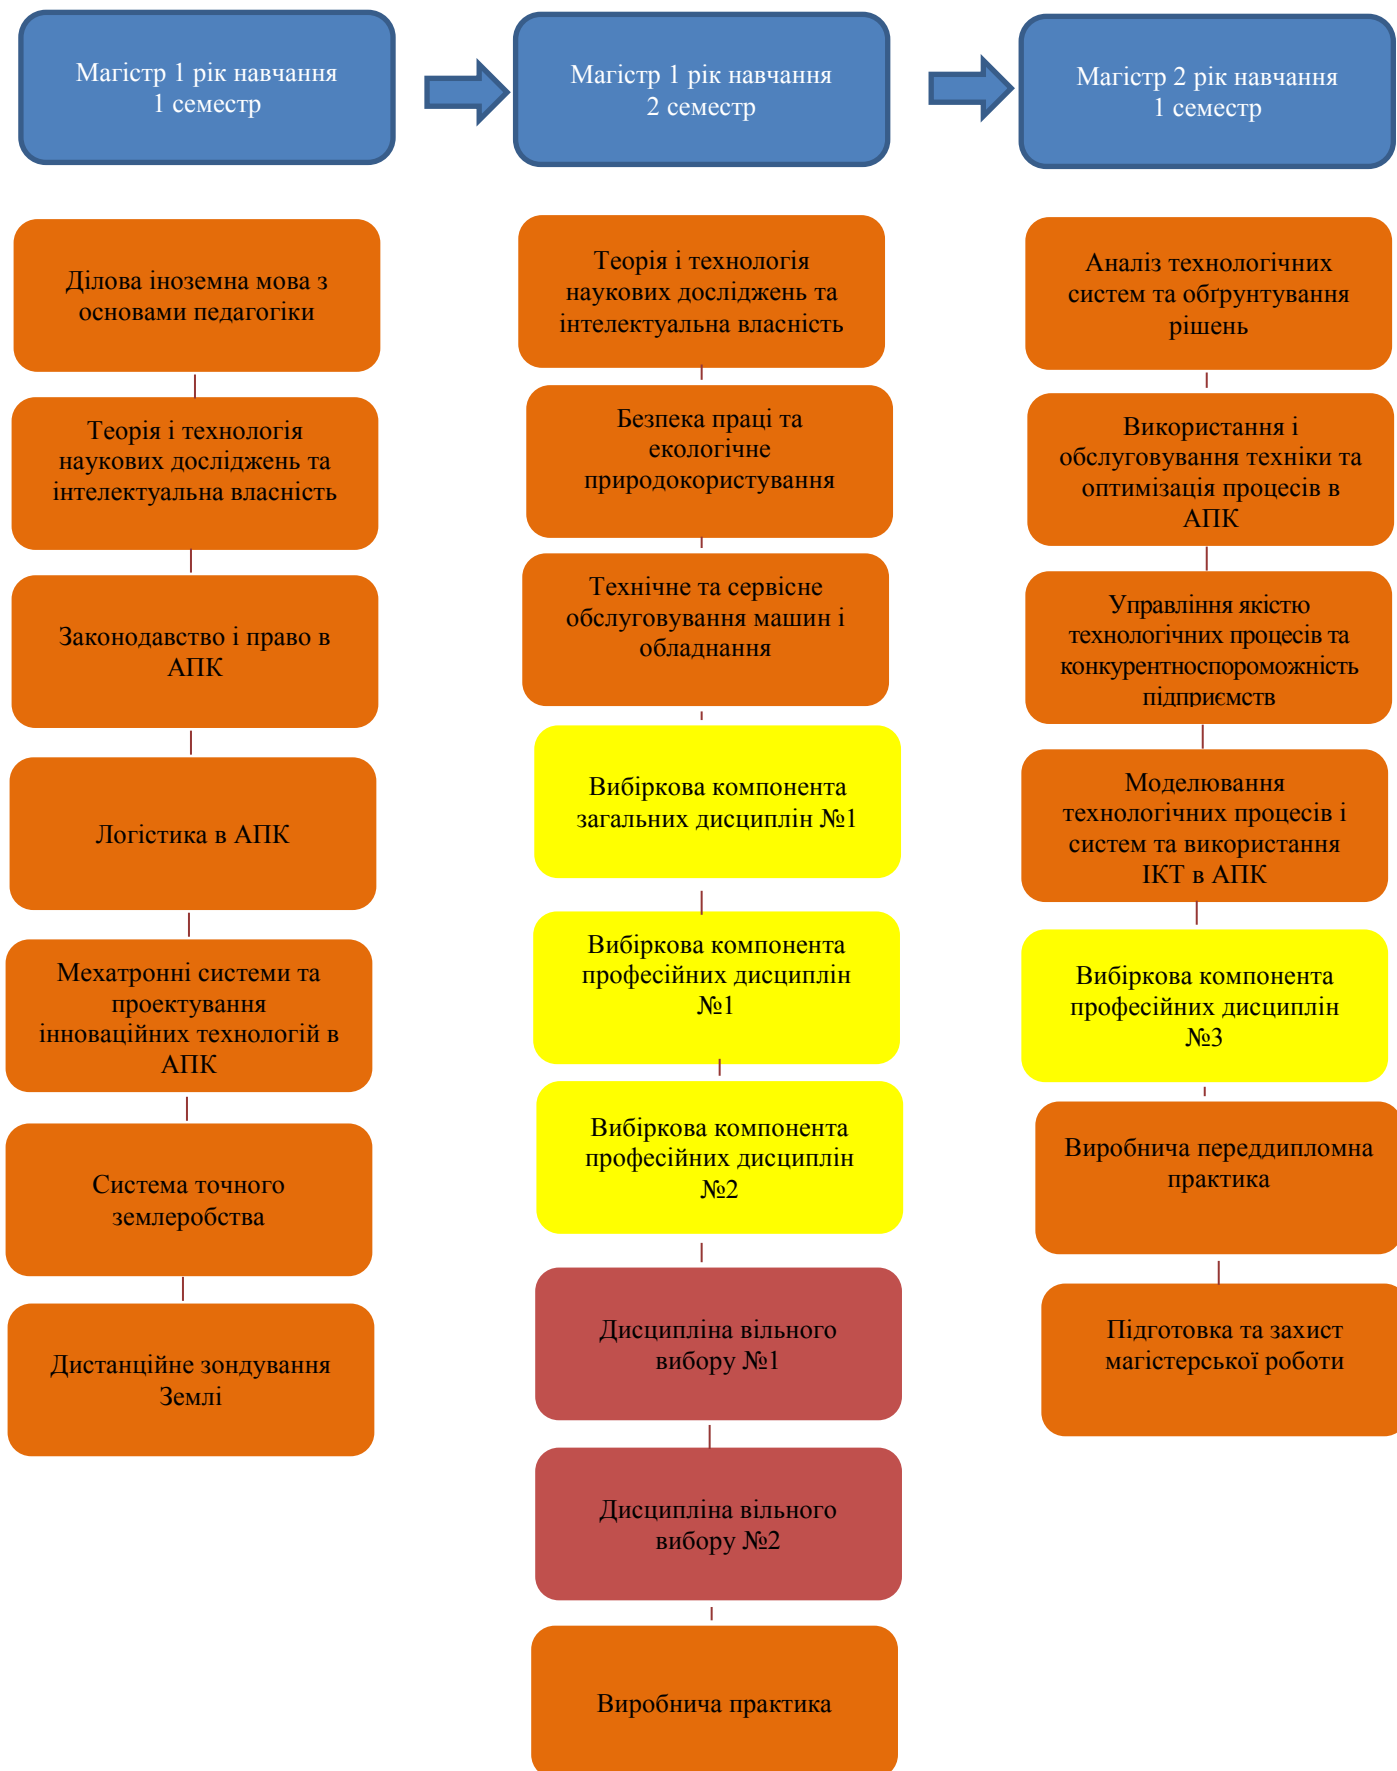 Магістр 1 рік навчання
1 семестр
Магістр 1 рік навчання
2 семестр
Магістр 2 рік навчання
1 семестр
Ділова іноземна мова з
основами педагогіки
Теорія і технологія
наукових досліджень та
інтелектуальна власність
Законодавство і право в
АПК
Логістика в АПК
Мехатронні системи та
проектування
інноваційних технологій в
АПК
Система точного
землеробства
Дистанційне зондування
Землі
Теорія і технологія
наукових досліджень та
інтелектуальна власність
Безпека праці та
екологічне
природокористування
Технічне та сервісне
обслуговування машин і
обладнання
Вибіркова компонента
загальних дисциплін №1
Вибіркова компонента
професійних дисциплін
№1
Вибіркова компонента
професійних дисциплін
№2
Дисципліна вільного
вибору №1
Дисципліна вільного
вибору №2
Виробнича практика
Аналіз технологічних
систем та обґрунтування
рішень
Використання і
обслуговування техніки та
оптимізація процесів в
АПК
Управління якістю
технологічних процесів та
конкурентноспороможність
підприємств
Моделювання
технологічних процесів і
систем та використання
ІКТ в АПК
Вибіркова компонента
професійних дисциплін
№3
Виробнича переддипломна
практика
Підготовка та захист
магістерської роботи